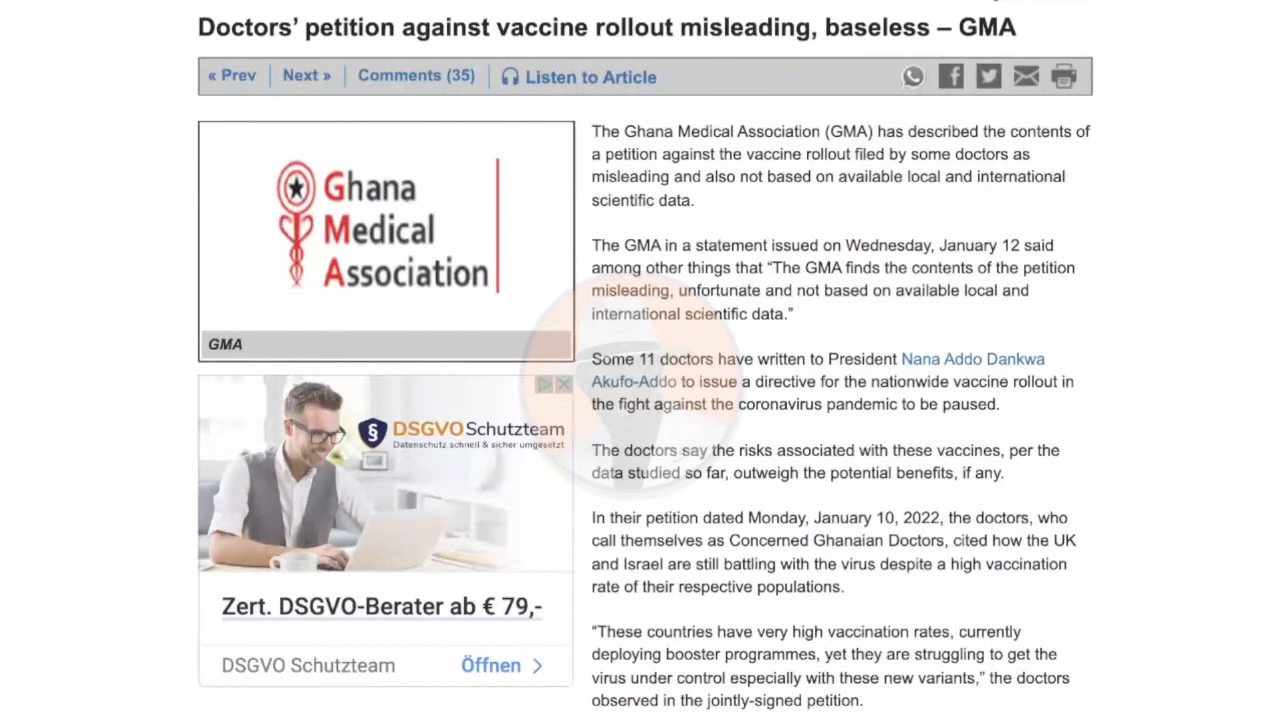 Doctors’ petition against vaccine rollout misleading, baseless – GMA
« Prev
Next »
Comments (35)
Listen to Article
Ghana
Medical
Association
GMA
DSGVO Schutzteam
Datenschutz schnell & sicher umgesetzt
Zert. DSGVO-Berater ab € 79,-
DSGVO Schutzteam
Öffnen
The Ghana Medical Association (GMA) has described the contents of
a petition against the vaccine rollout filed by some doctors as
misleading and also not based on available local and international
scientific data.
The GMA in a statement issued on Wednesday, January 12 said
among other things that “The GMA finds the contents of the petition
misleading, unfortunate and not based on available local and
international scientific data.”
Some 11 doctors have written to President Nana Addo Dankwa
Akufo-Addo to issue a directive for the nationwide vaccine rollout in
the fight against the coronavirus pandemic to be paused.
The doctors say the risks associated with these vaccines, per the
data studied so far, outweigh the potential benefits, if any.
In their petition dated Monday, January 10, 2022, the doctors, who
call themselves as Concerned Ghanaian Doctors, cited how the UK
and Israel are still battling with the virus despite a high vaccination
rate of their respective populations.
“These countries have very high vaccination rates, currently
deploying booster programmes, yet they are struggling to get the
virus under control especially with these new variants,” the doctors
observed in the jointly-signed petition.